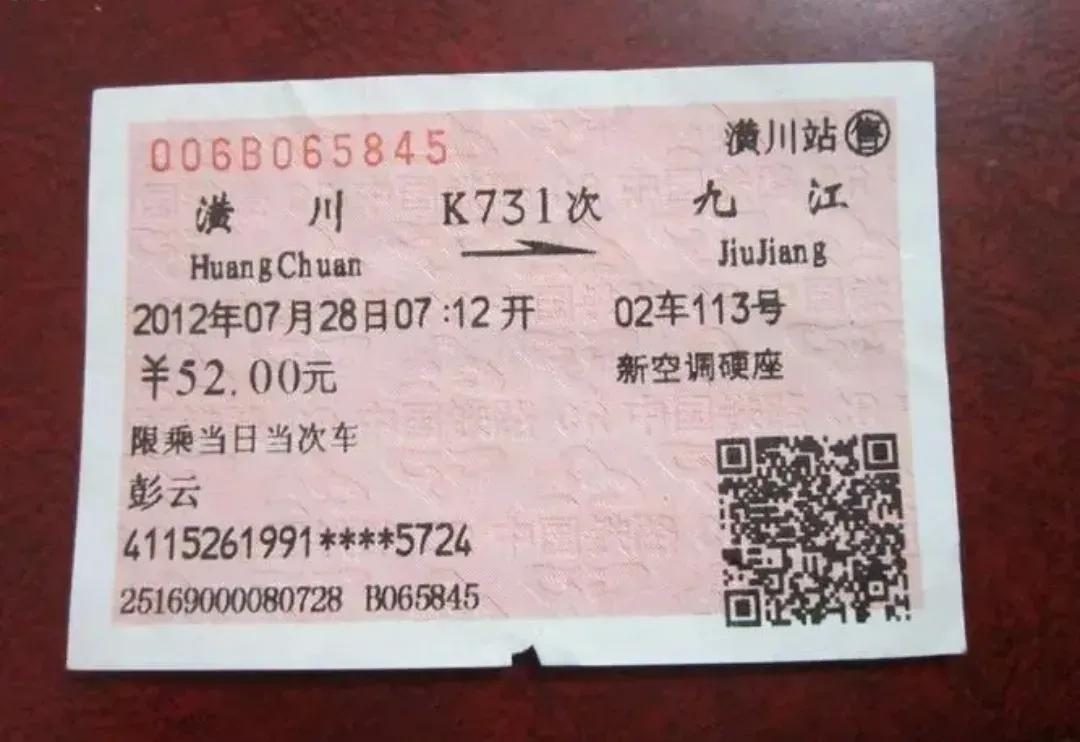 006B065845 潢川站㊕售
潢川 K731次 九江
HuangChuan JiuJiang
2012年07月28日07:12开 02车113号
¥52.00元 新空调硬座
限乘当日当次车
彭云
4115261991****5724
25169000080728 B065845